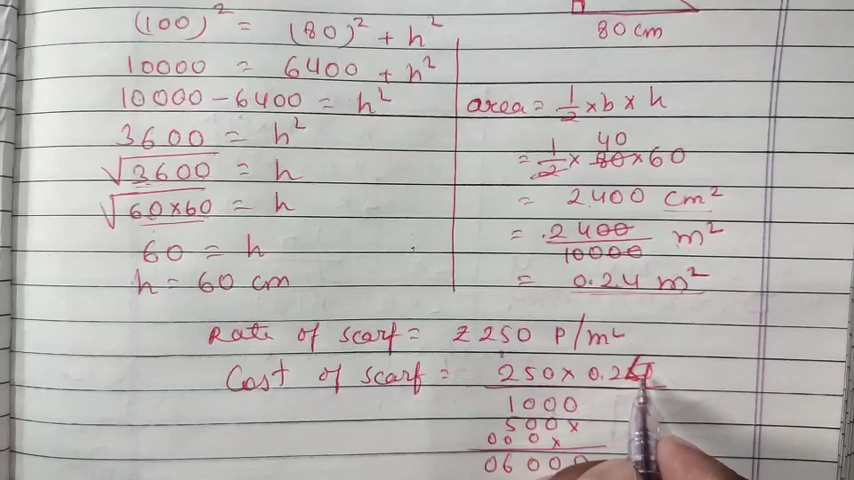 80 cm
(100)² = (80)² + h²
10000 = 6400 + h²
10000 - 6400 = h²
3600 = h²
√3600 = h
√60×60 = h
60 = h
h = 60 cm
area = 1/2 × b × h
40
= 1/2 × 80 × 60
= 2400 cm²
= .2400/10000 m²
= 0.24 m²
Rate of scarf = ₹ 250 P/m²
Cost of scarf = 250 × 0.24
1000
500×
000×
06000